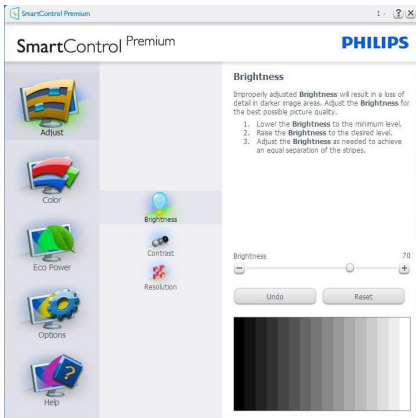 SmartControl Premium
1 - ? ×
SmartControl Premium
PHILIPS
Adjust
Color
Eco Power
Options
Help
Brightness
Contrast
Resolution
Brightness
Improperly adjusted Brightness will result in a loss of
detail in darker image areas. Adjust the Brightness for
the best possible picture quality.
1. Lower the Brightness to the minimum level.
2. Raise the Brightness to the desired level.
3. Adjust the Brightness as needed to achieve
an equal separation of the stripes.
Brightness 70
Undo Reset